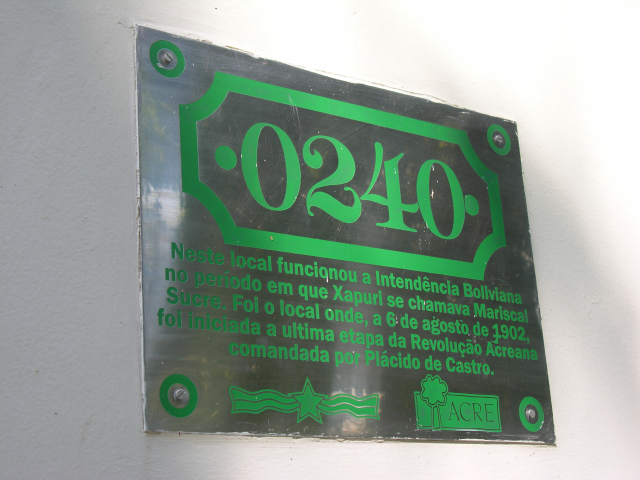 ·0240·
Neste local funcionou a Intendência Boliviana
no período em que Xapuri se chamava Mariscal
Sucre. Foi o local onde, a 6 de agosto de 1902,
foi iniciada a ultima etapa da Revolução Acreana
comandada por Plácido de Castro.
ACRE